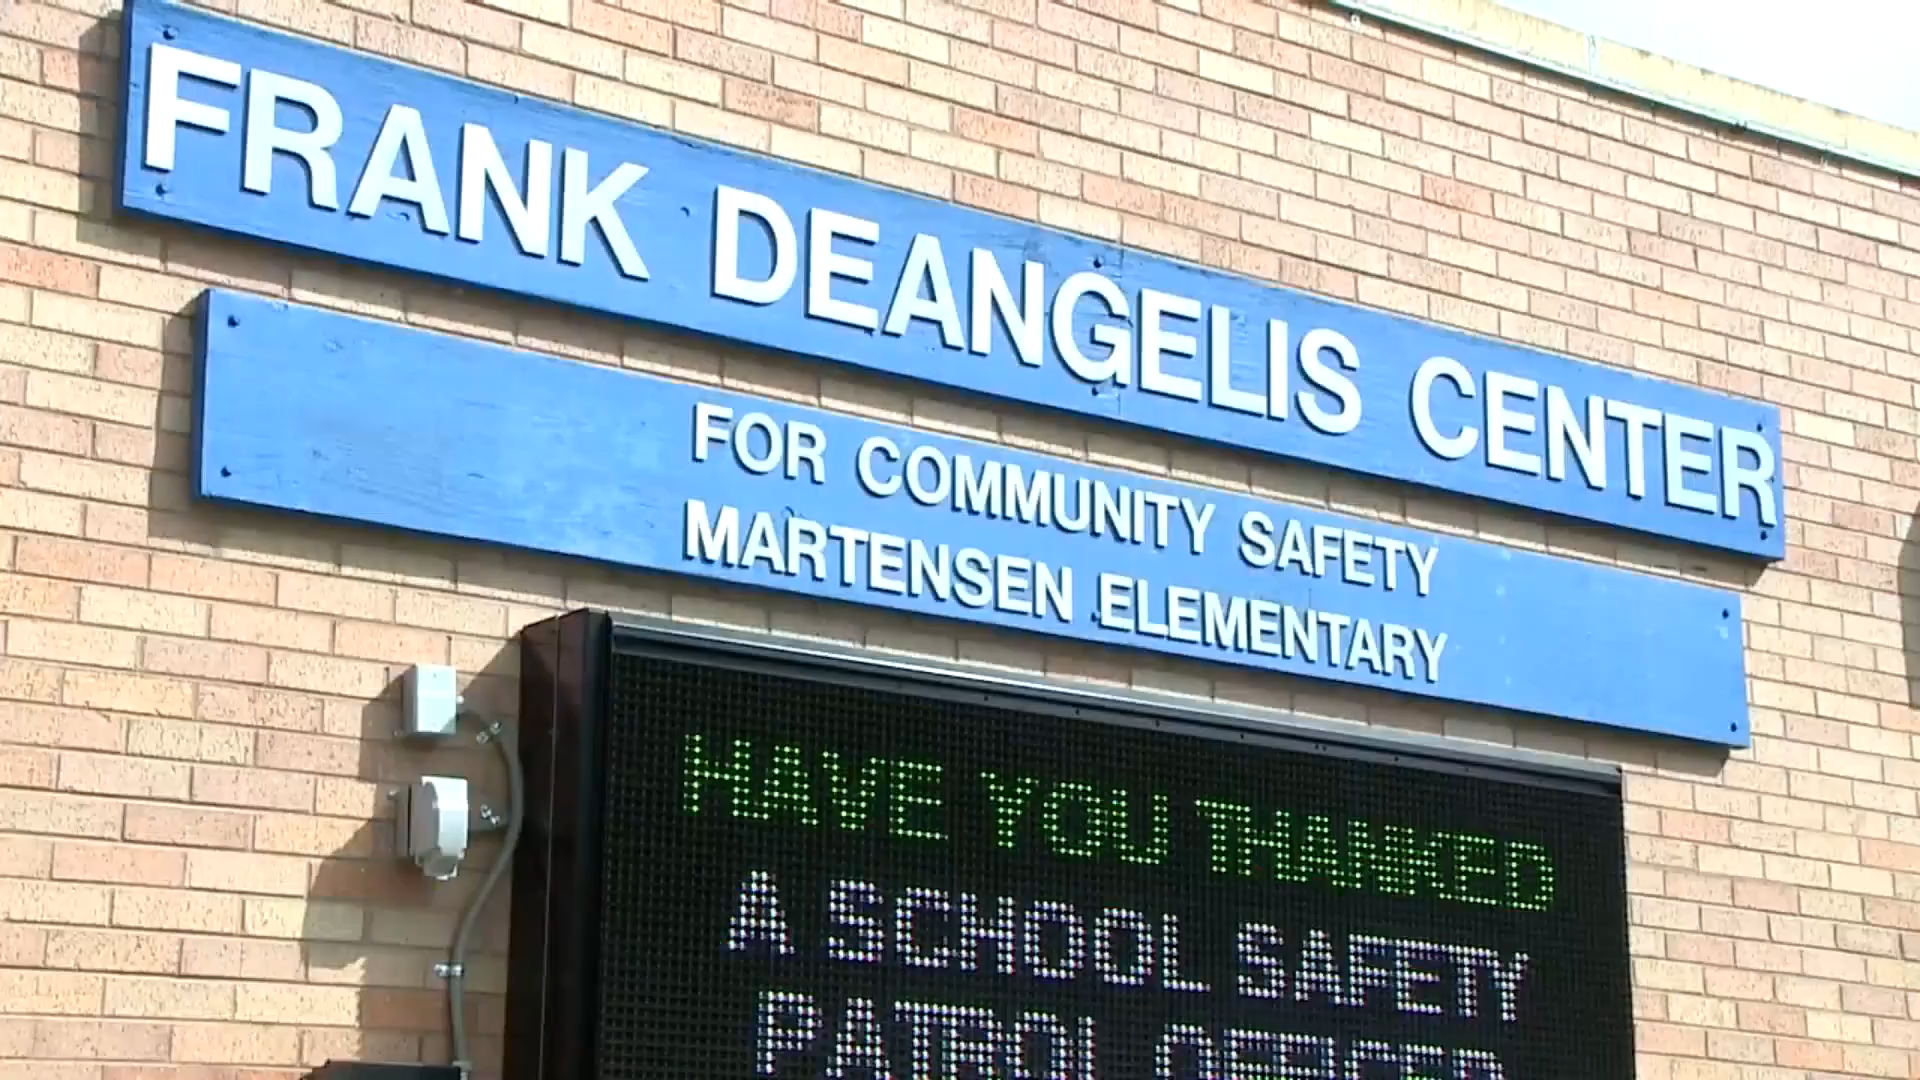 FRANK DEANGELIS CENTER
FOR COMMUNITY SAFETY
MARTENSEN ELEMENTARY
HAVE YOU THANKED
A SCHOOL SAFETY
PATROL OFFICER